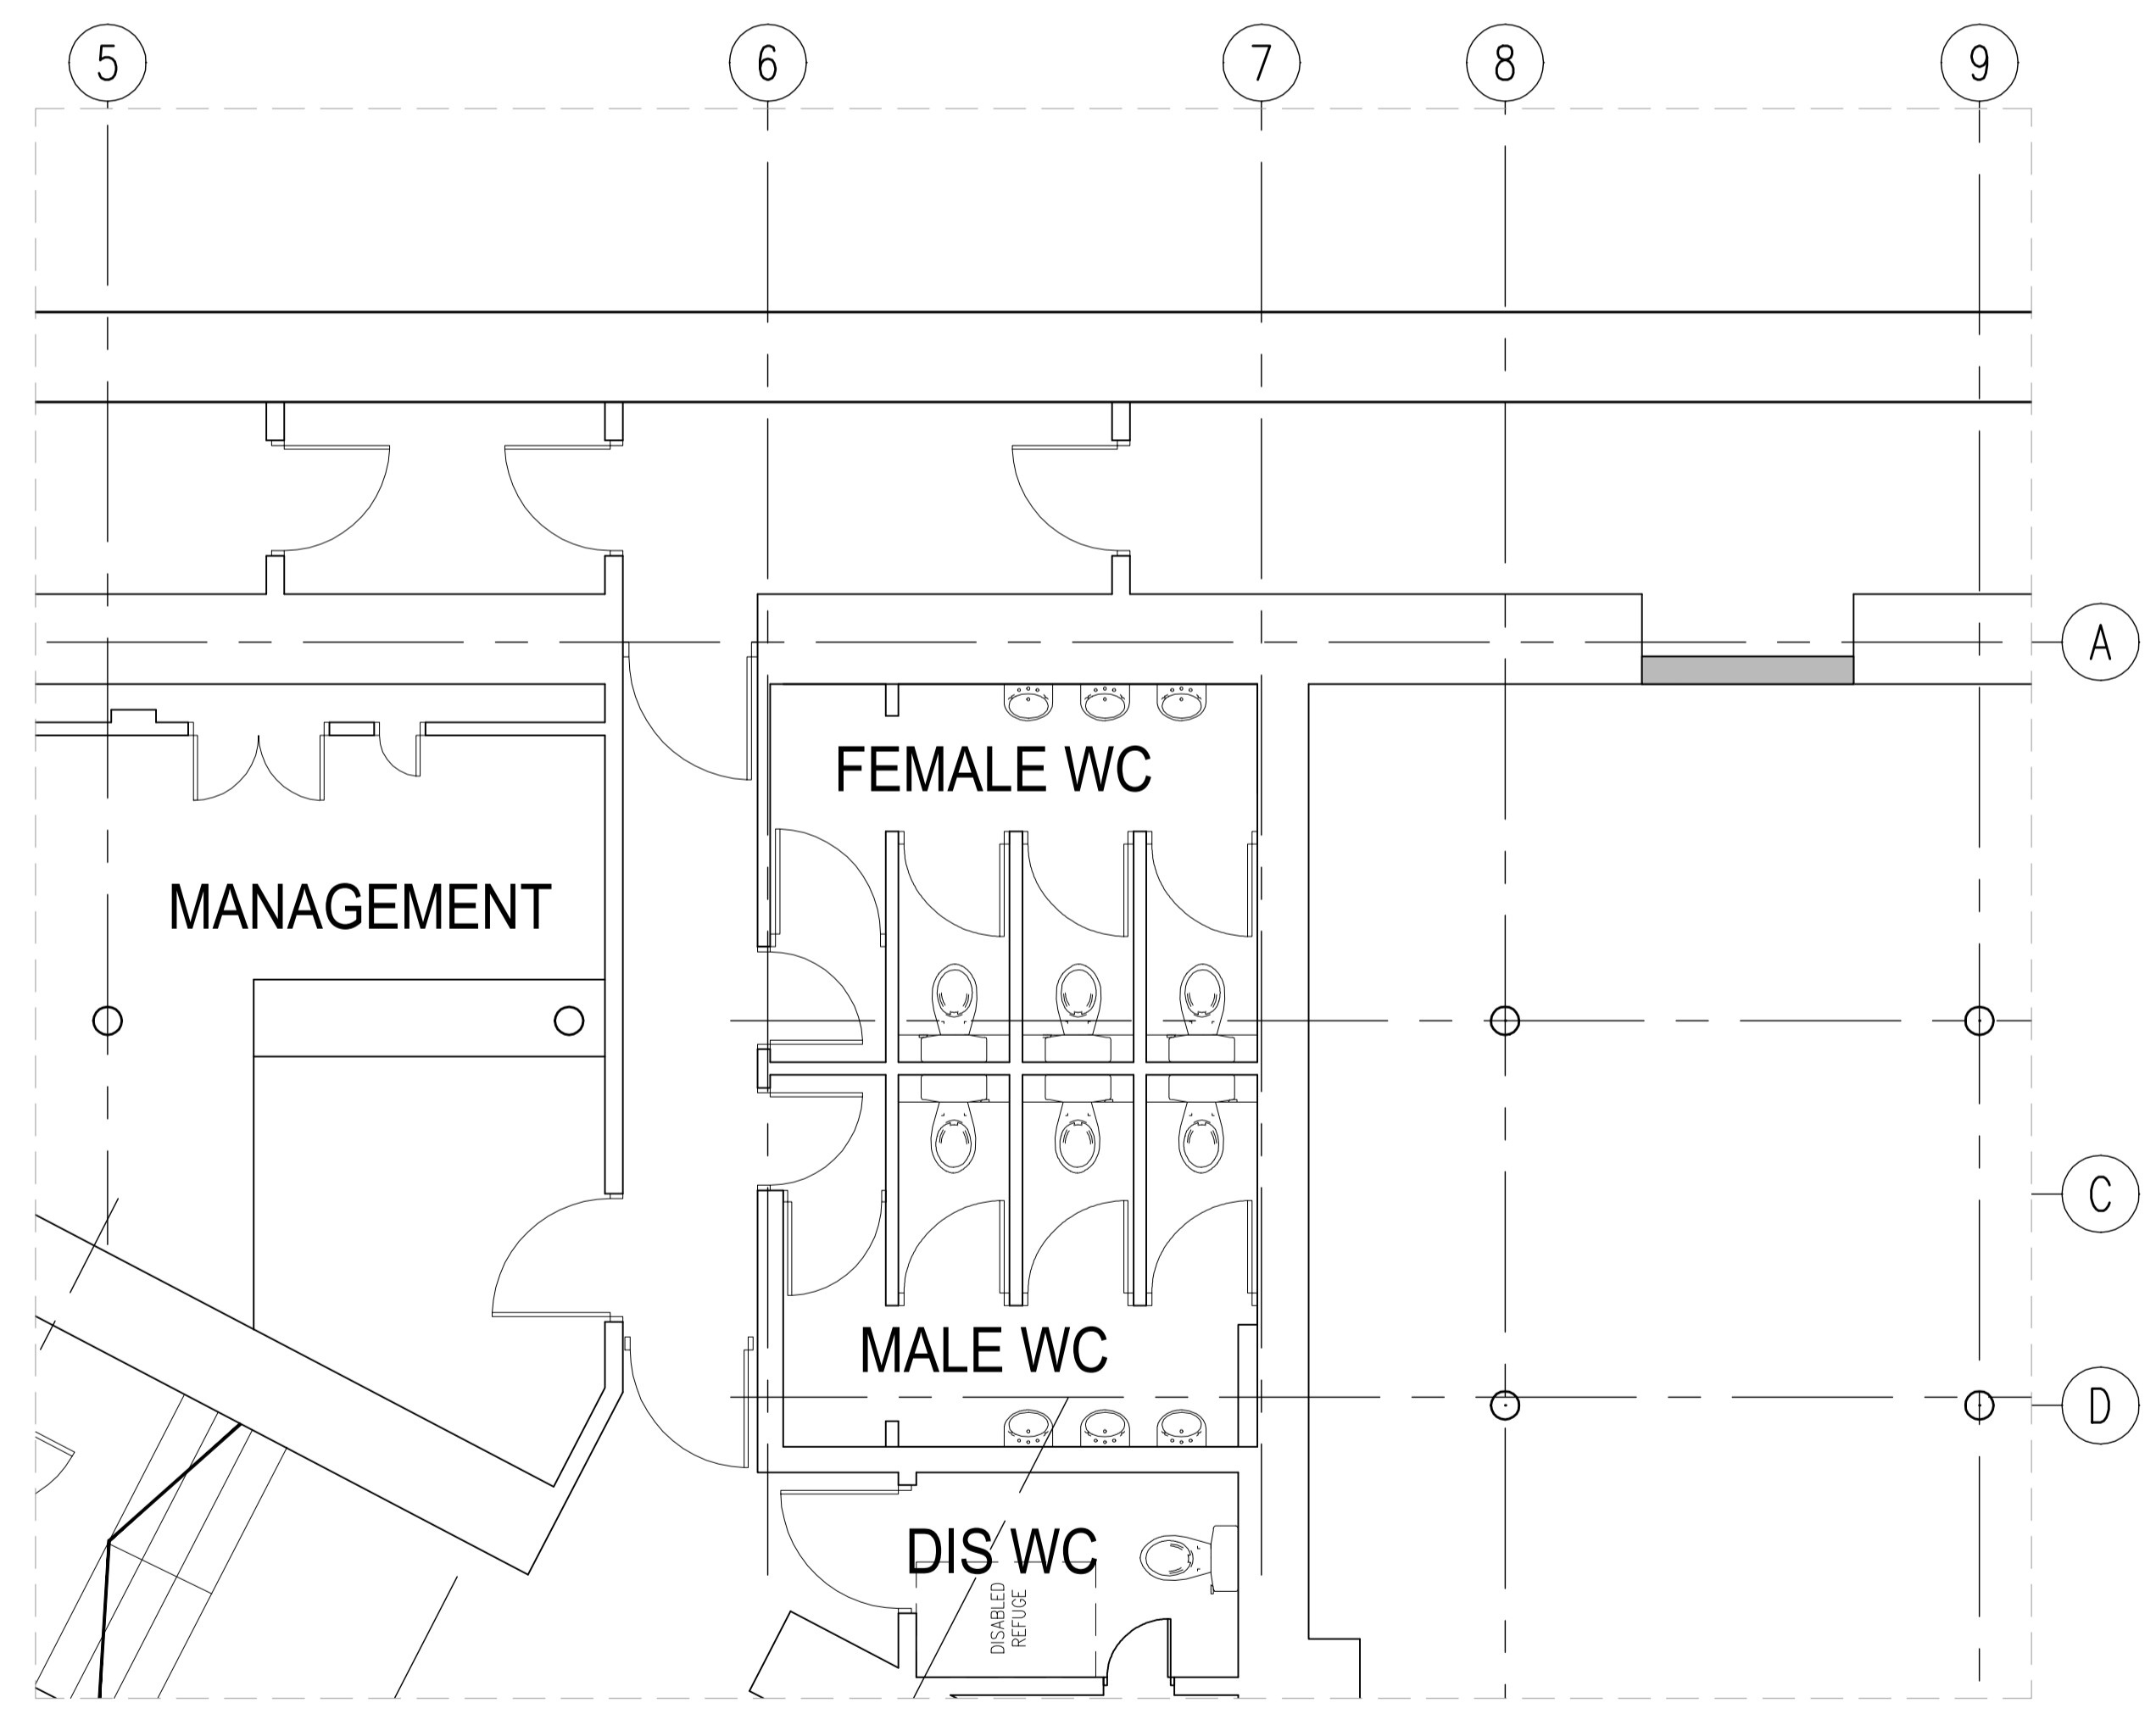 5 6 7 8 9
A
FEMALE WC
MANAGEMENT
C
MALE WC
D
DIS WC
DISABLED
REFUGE